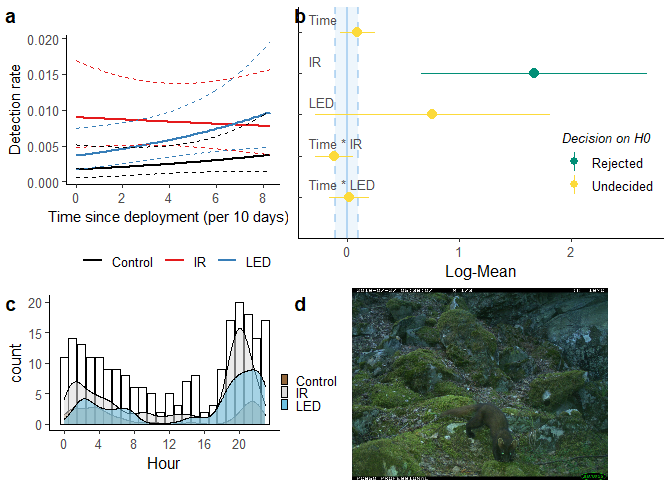 a
0.020
0.015
0.010
0.005
0.000
Detection rate
0 2 4 6 8
Time since deployment (per 10 days)
Control IR LED
b
Time
IR
LED
Time * IR
Time * LED
Decision on H0
Rejected
Undecided
0 1 2
Log-Mean
c
20
15
10
5
0
count
0 4 8 12 16 20
Hour
Control
IR
LED
d
PROFESSIONAL